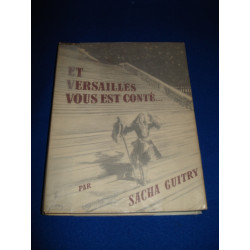 ET
VERSAILLES
VOUS EST CONTÉ...
PAR
SACHA GUITRY